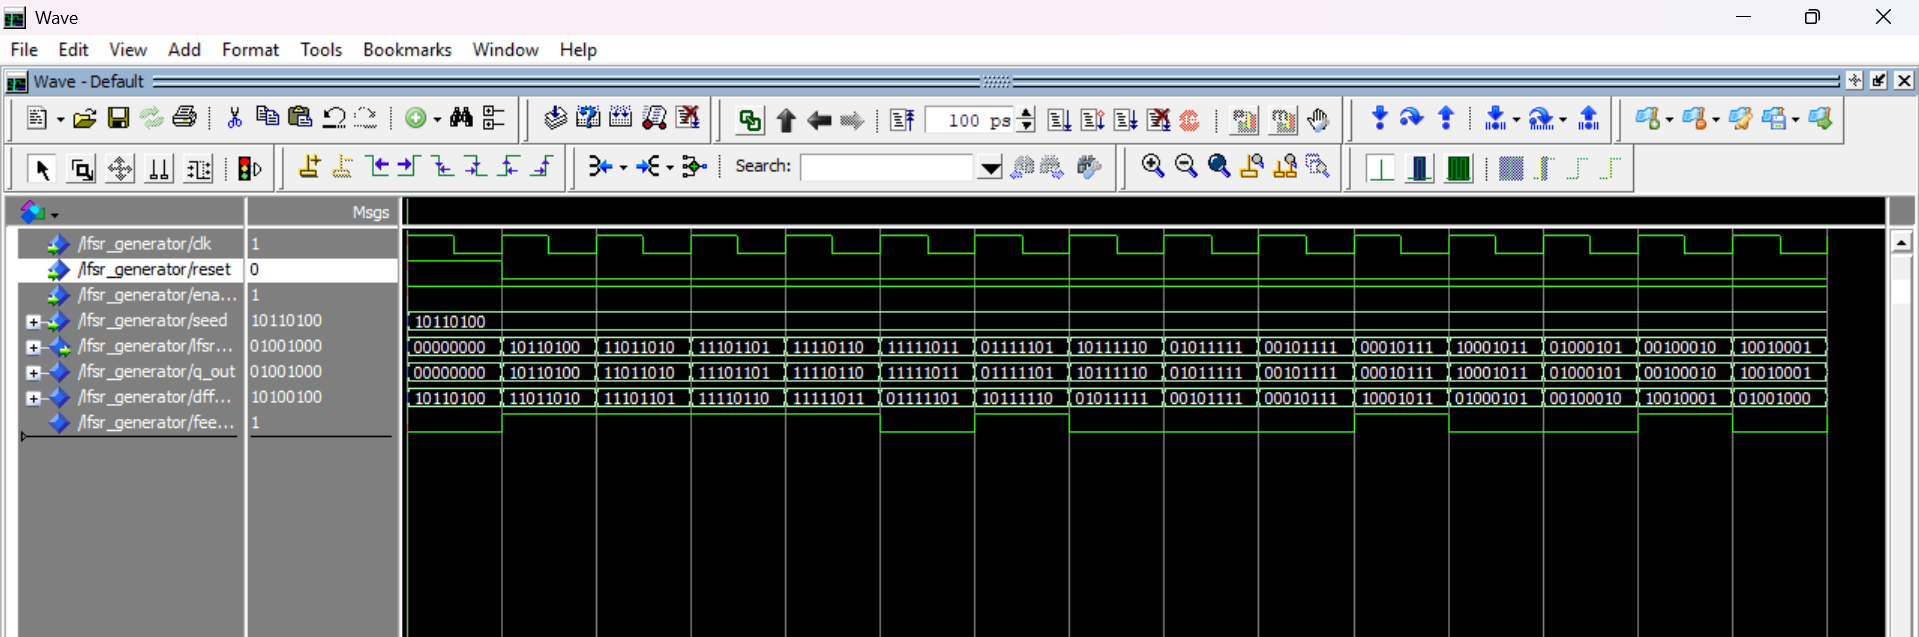 Wave
File Edit View Add Format Tools Bookmarks Window Help
Wave - Default
100 ps
Search:
Msgs
/lfsr_generator/clk 1
/lfsr_generator/reset 0
/lfsr_generator/ena... 1
/lfsr_generator/seed 10110100 10110100
/lfsr_generator/lfsr... 01001000 00000000 10110100 11011010 11101101 11110110 11111011 01111101 10111110 01011111 00101111 00010111 10001011 01000101 00100010 10010001
/lfsr_generator/q_out 01001000 00000000 10110100 11011010 11101101 11110110 11111011 01111101 10111110 01011111 00101111 00010111 10001011 01000101 00100010 10010001
/lfsr_generator/dff... 10100100 10110100 11011010 11101101 11110110 11111011 01111101 10111110 01011111 00101111 00010111 10001011 01000101 00100010 10010001 01001000
/lfsr_generator/fee... 1